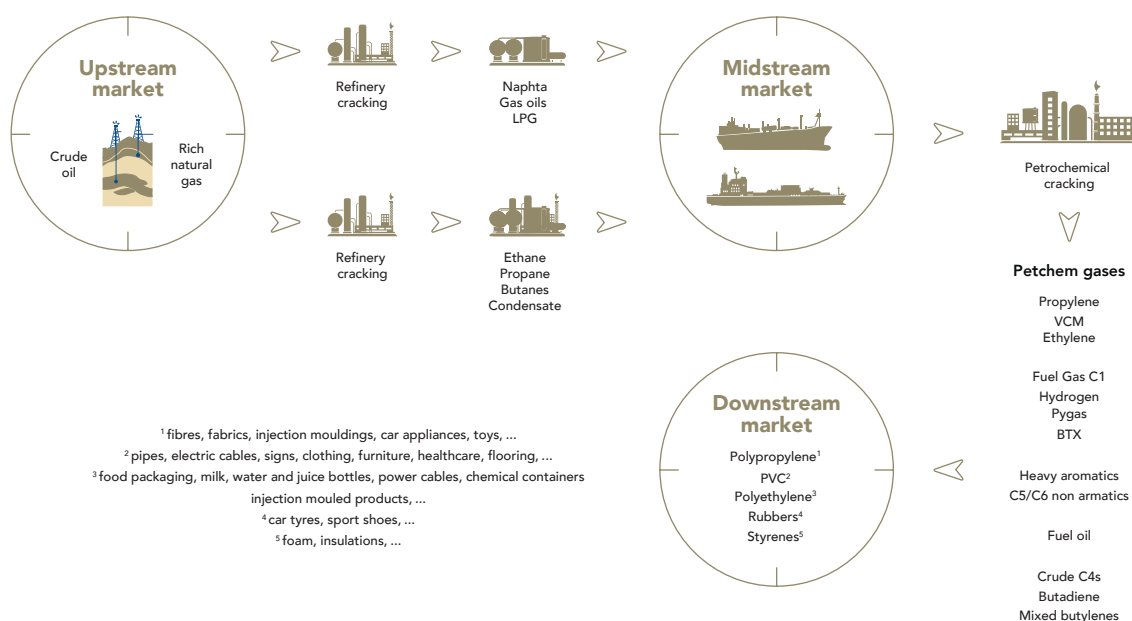 Upstream
market
Crude
oil
Rich
natural
gas
Refinery
cracking
Naphta
Gas oils
LPG
Refinery
cracking
Ethane
Propane
Butanes
Condensate
Midstream
market
Petrochemical
cracking
Petchem gases
Propylene
VCM
Ethylene
Fuel Gas C1
Hydrogen
Pygas
BTX
Heavy aromatics
C5/C6 non armatics
Fuel oil
Crude C4s
Butadiene
Mixed butylenes
Downstream
market
Polypropylene¹
PVC²
Polyethylene³
Rubbers⁴
Styrenes⁵
¹ fibres, fabrics, injection mouldings, car appliances, toys, ...
² pipes, electric cables, signs, clothing, furniture, healthcare, flooring, ...
³ food packaging, milk, water and juice bottles, power cables, chemical containers
injection mouled products, ...
⁴ car tyres, sport shoes, ...
⁵ foam, insulations, ...